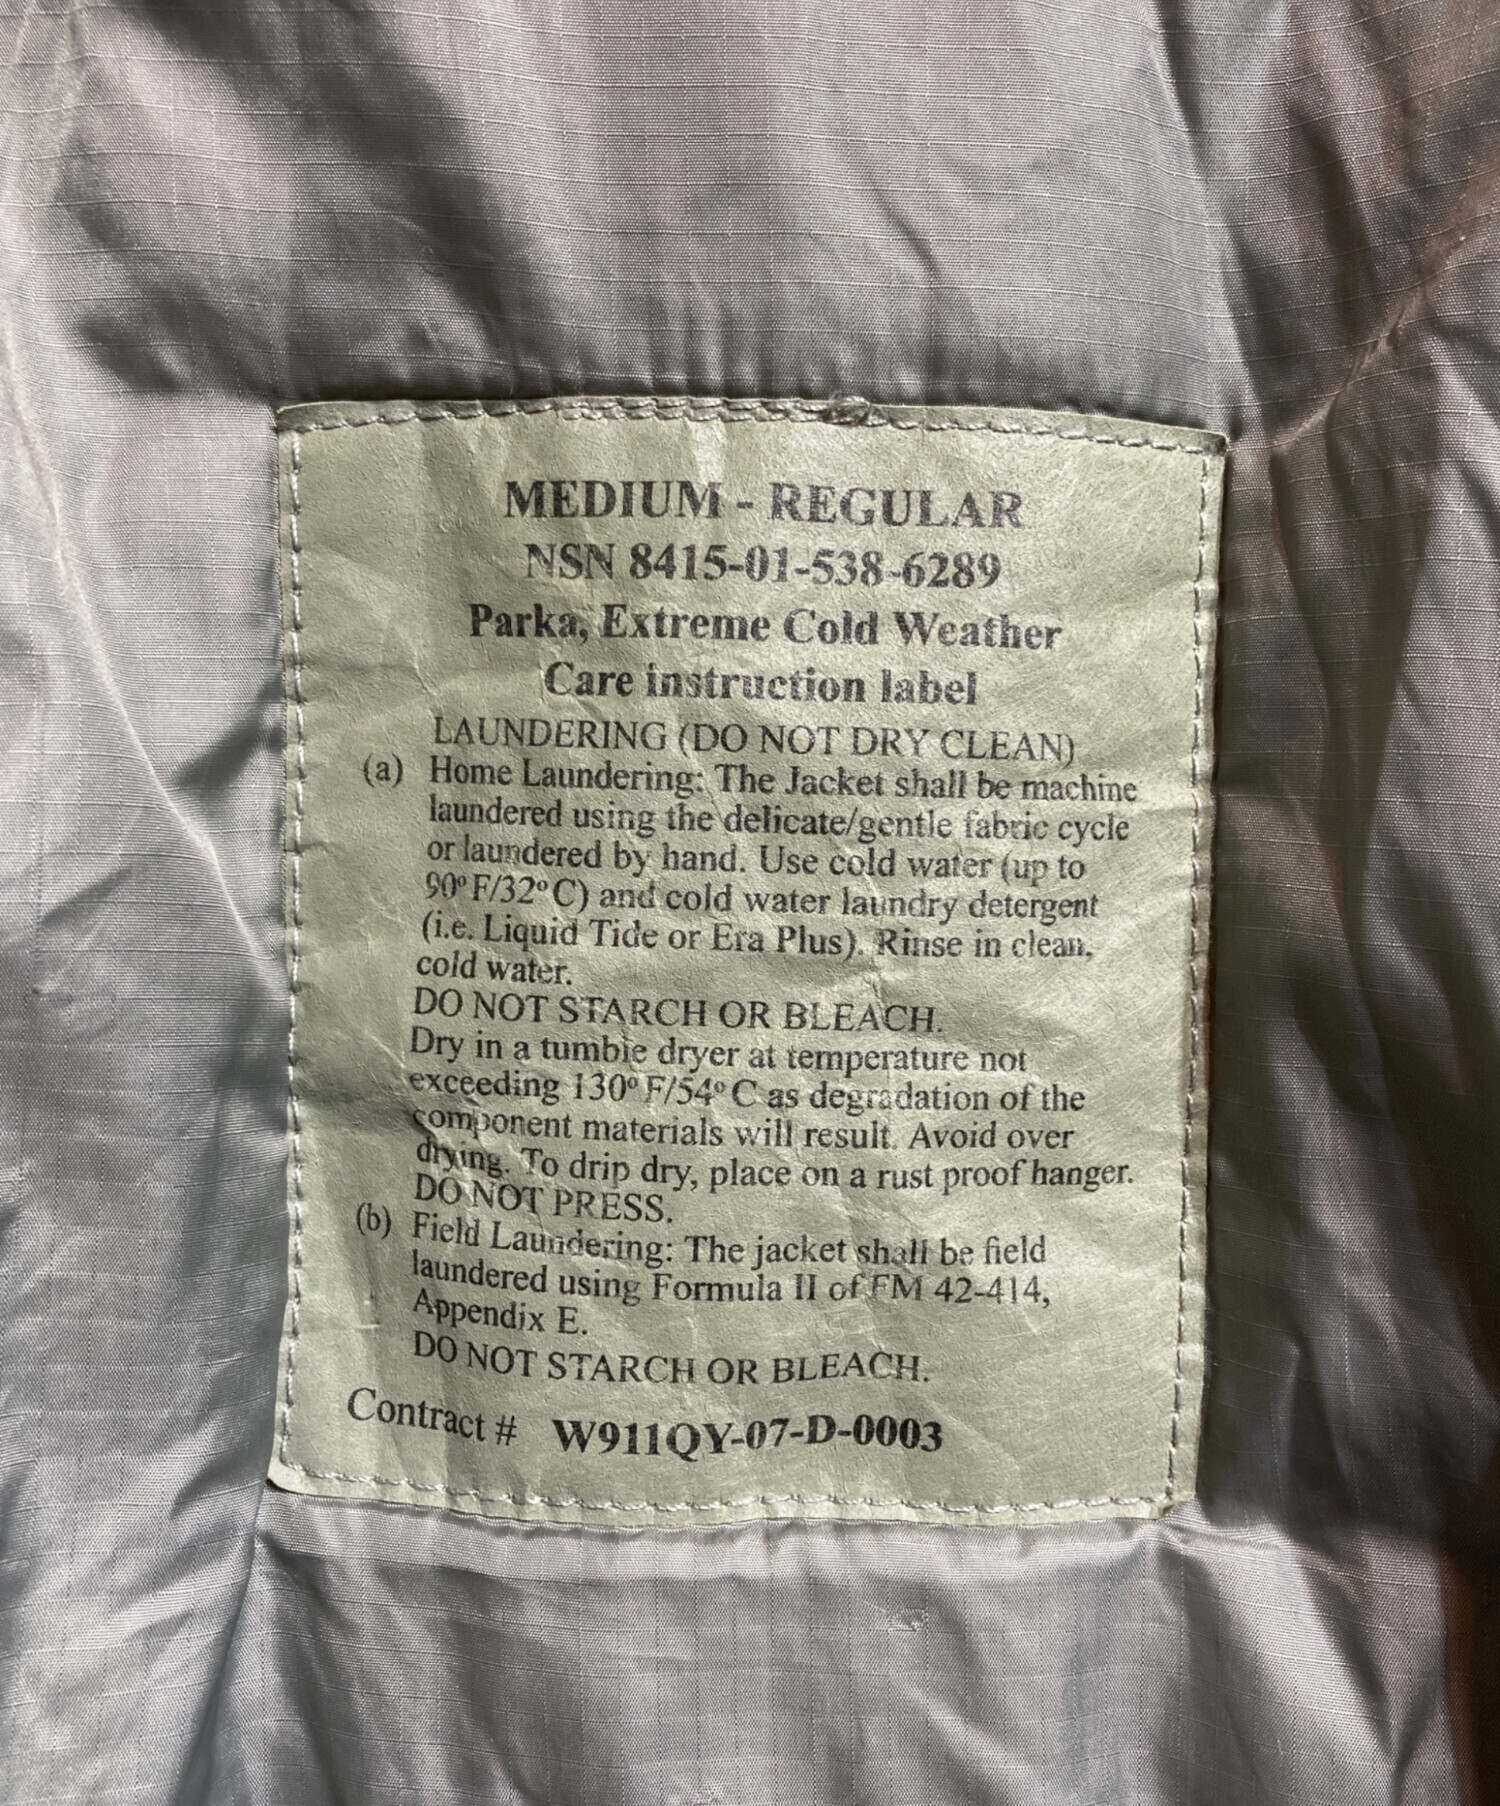 MEDIUM - REGULAR
NSN 8415-01-538-6289
Parka, Extreme Cold Weather
Care instruction label
LAUNDERING (DO NOT DRY CLEAN)
(a) Home Laundering: The Jacket shall be machine
laundered using the delicate/gentle fabric cycle
or laundered by hand. Use cold water (up to
90° F/32° C) and cold water laundry detergent
(i.e. Liquid Tide or Era Plus). Rinse in clean,
cold water.
DO NOT STARCH OR BLEACH.
Dry in a tumble dryer at temperature not
exceeding 130° F/54° C as degradation of the
component materials will result. Avoid over
drying. To drip dry, place on a rust proof hanger.
DO NOT PRESS.
(b) Field Laundering: The jacket shall be field
laundered using Formula II of FM 42-414,
Appendix E.
DO NOT STARCH OR BLEACH.
Contract # W911QY-07-D-0003